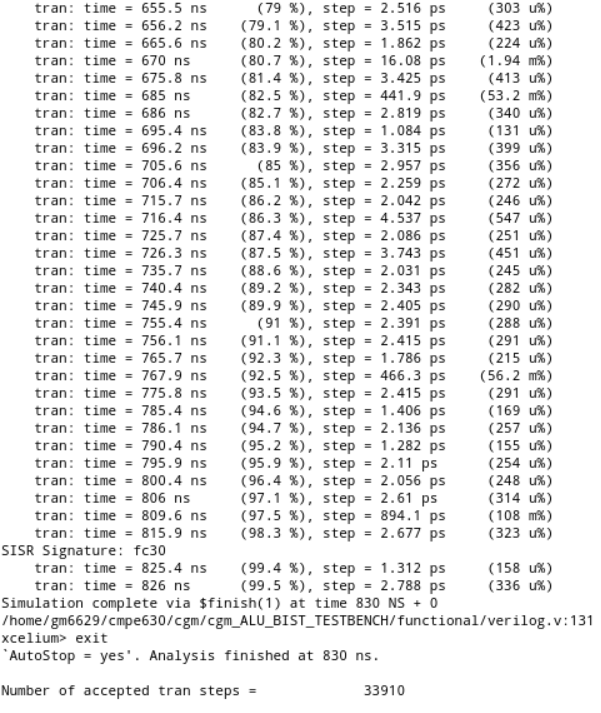 tran: time = 655.5 ns    (79 %), step = 2.516 ps    (303 u%)
tran: time = 656.2 ns    (79.1 %), step = 3.515 ps    (423 u%)
tran: time = 665.6 ns    (80.2 %), step = 1.862 ps    (224 u%)
tran: time = 670 ns    (80.7 %), step = 16.08 ps    (1.94 m%)
tran: time = 675.8 ns    (81.4 %), step = 3.425 ps    (413 u%)
tran: time = 685 ns    (82.5 %), step = 441.9 ps    (53.2 m%)
tran: time = 686 ns    (82.7 %), step = 2.819 ps    (340 u%)
tran: time = 695.4 ns    (83.8 %), step = 1.084 ps    (131 u%)
tran: time = 696.2 ns    (83.9 %), step = 3.315 ps    (399 u%)
tran: time = 705.6 ns    (85 %), step = 2.957 ps    (356 u%)
tran: time = 706.4 ns    (85.1 %), step = 2.259 ps    (272 u%)
tran: time = 715.7 ns    (86.2 %), step = 2.042 ps    (246 u%)
tran: time = 716.4 ns    (86.3 %), step = 4.537 ps    (547 u%)
tran: time = 725.7 ns    (87.4 %), step = 2.086 ps    (251 u%)
tran: time = 726.3 ns    (87.5 %), step = 3.743 ps    (451 u%)
tran: time = 735.7 ns    (88.6 %), step = 2.031 ps    (245 u%)
tran: time = 740.4 ns    (89.2 %), step = 2.343 ps    (282 u%)
tran: time = 745.9 ns    (89.9 %), step = 2.405 ps    (290 u%)
tran: time = 755.4 ns    (91 %), step = 2.391 ps    (288 u%)
tran: time = 756.1 ns    (91.1 %), step = 2.415 ps    (291 u%)
tran: time = 765.7 ns    (92.3 %), step = 1.786 ps    (215 u%)
tran: time = 767.9 ns    (92.5 %), step = 466.3 ps    (56.2 m%)
tran: time = 775.8 ns    (93.5 %), step = 2.415 ps    (291 u%)
tran: time = 785.4 ns    (94.6 %), step = 1.406 ps    (169 u%)
tran: time = 786.1 ns    (94.7 %), step = 2.136 ps    (257 u%)
tran: time = 790.4 ns    (95.2 %), step = 1.282 ps    (155 u%)
tran: time = 795.9 ns    (95.9 %), step = 2.11 ps    (254 u%)
tran: time = 800.4 ns    (96.4 %), step = 2.056 ps    (248 u%)
tran: time = 806 ns    (97.1 %), step = 2.61 ps    (314 u%)
tran: time = 809.6 ns    (97.5 %), step = 894.1 ps    (108 m%)
tran: time = 815.9 ns    (98.3 %), step = 2.677 ps    (323 u%)
SISR Signature: fc30
tran: time = 825.4 ns    (99.4 %), step = 1.312 ps    (158 u%)
tran: time = 826 ns    (99.5 %), step = 2.788 ps    (336 u%)
Simulation complete via $finish(1) at time 830 NS + 0
/home/gm6629/cmpe630/cgm/cgm_ALU_BIST_TESTBENCH/functional/verilog.v:131
xcelium> exit
`AutoStop = yes'. Analysis finished at 830 ns.
Number of accepted tran steps =    33910